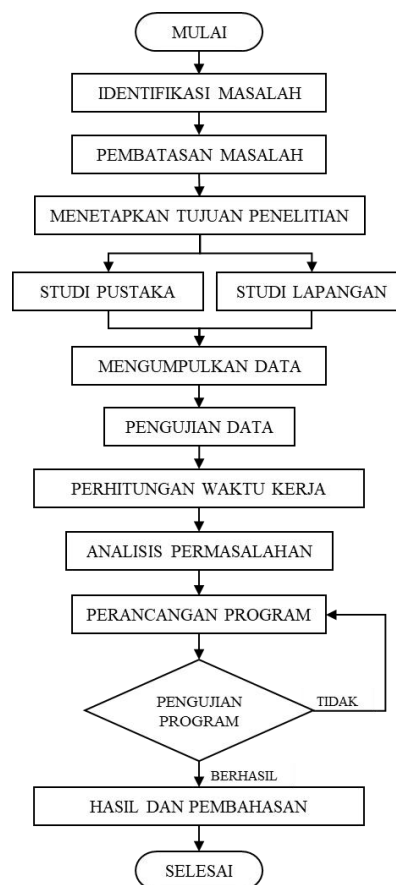 MULAI
IDENTIFIKASI MASALAH
PEMBATASAN MASALAH
MENETAPKAN TUJUAN PENELITIAN
STUDI PUSTAKA
STUDI LAPANGAN
MENGUMPULKAN DATA
PENGUJIAN DATA
PERHITUNGAN WAKTU KERJA
ANALISIS PERMASALAHAN
PERANCANGAN PROGRAM
PENGUJIAN
PROGRAM
TIDAK
BERHASIL
HASIL DAN PEMBAHASAN
SELESAI